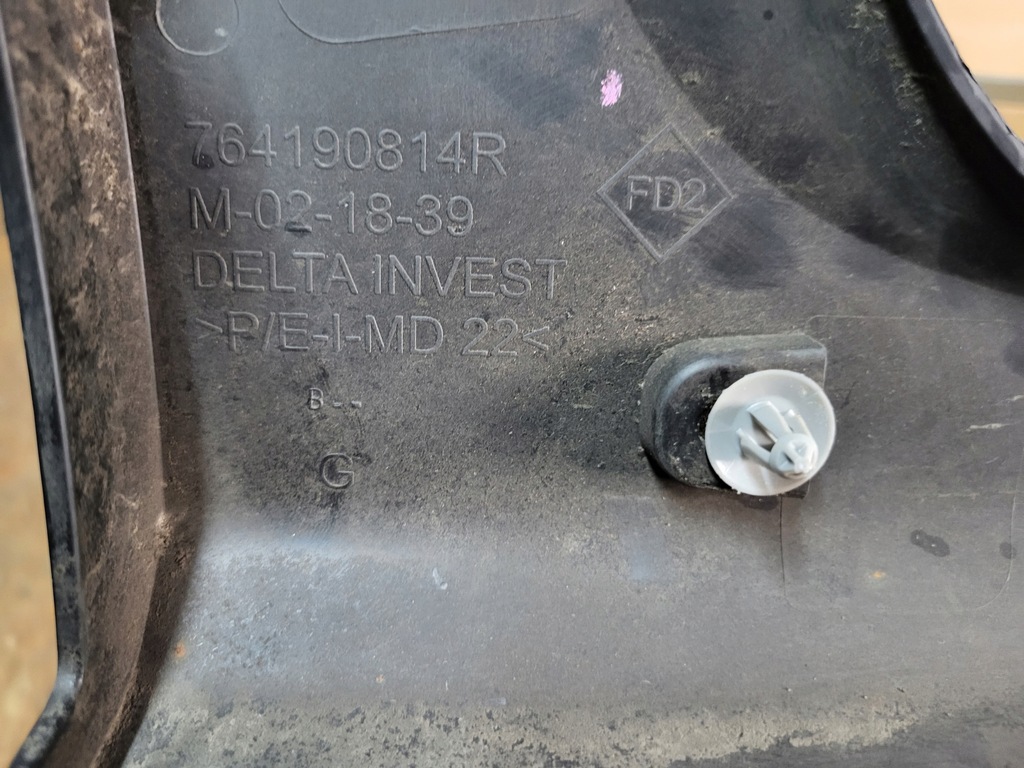 764190814R
FD2
M-02-18-39
DELTA INVEST
>P/E-I-MD 22<
B--
G